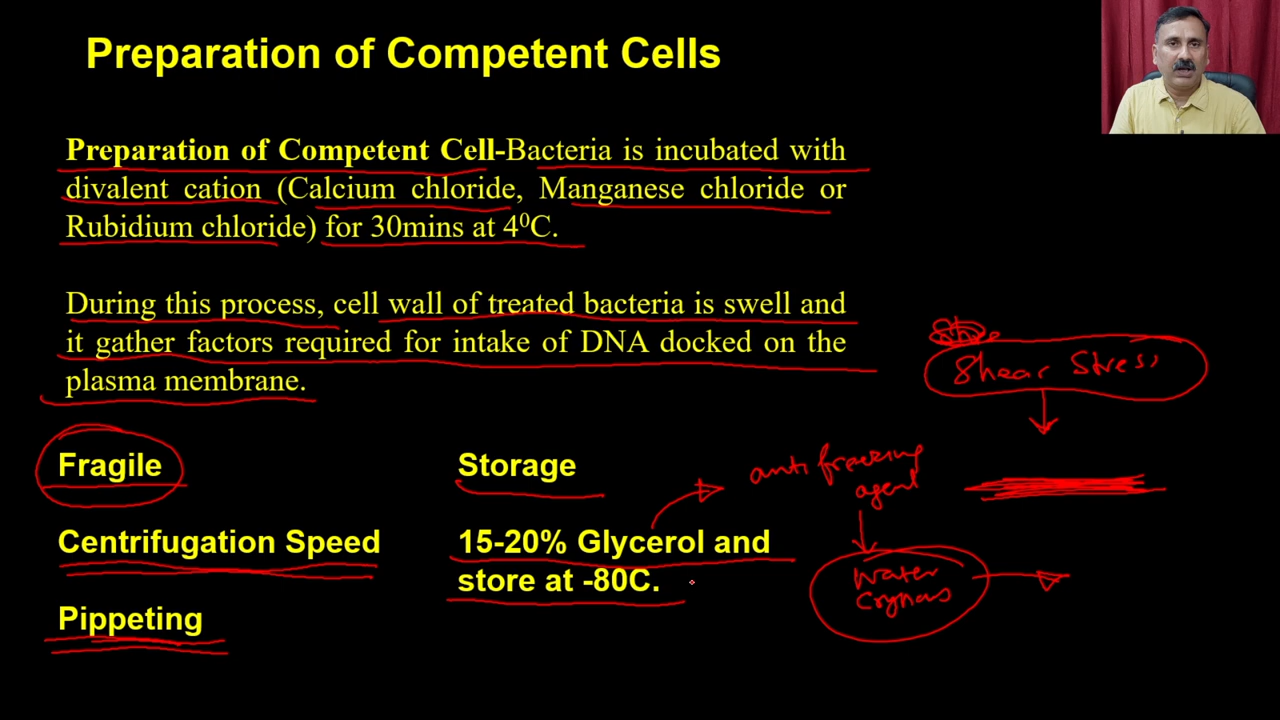 Preparation of Competent Cells
Preparation of Competent Cell-Bacteria is incubated with
divalent cation (Calcium chloride, Manganese chloride or
Rubidium chloride) for 30mins at 4⁰C.
During this process, cell wall of treated bacteria is swell and
it gather factors required for intake of DNA docked on the
plasma membrane.
Shear Stress
Fragile
Storage
anti freezing
agent
Centrifugation Speed
15-20% Glycerol and
store at -80C.
Water
Pippeting